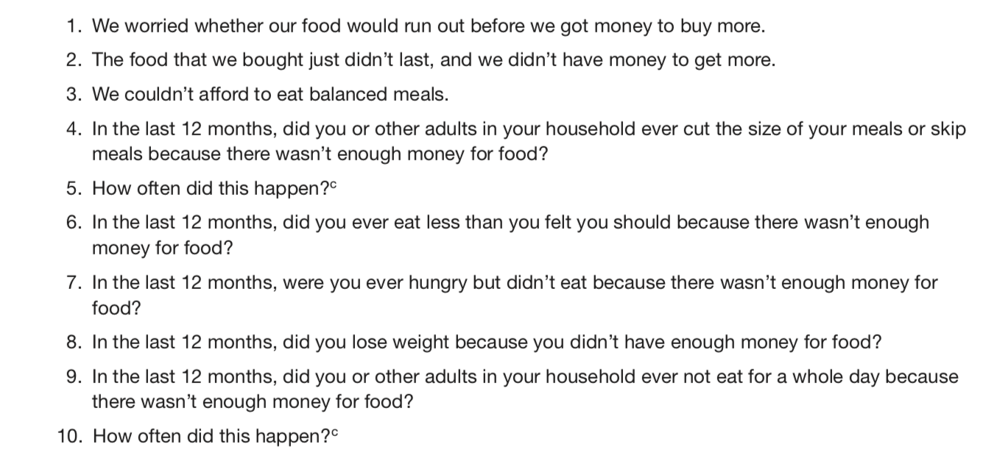 1. We worried whether our food would run out before we got money to buy more.
2. The food that we bought just didn’t last, and we didn’t have money to get more.
3. We couldn’t afford to eat balanced meals.
4. In the last 12 months, did you or other adults in your household ever cut the size of your meals or skip
meals because there wasn’t enough money for food?
5. How often did this happen?ᶜ
6. In the last 12 months, did you ever eat less than you felt you should because there wasn’t enough
money for food?
7. In the last 12 months, were you ever hungry but didn’t eat because there wasn’t enough money for
food?
8. In the last 12 months, did you lose weight because you didn’t have enough money for food?
9. In the last 12 months, did you or other adults in your household ever not eat for a whole day because
there wasn’t enough money for food?
10. How often did this happen?ᶜ